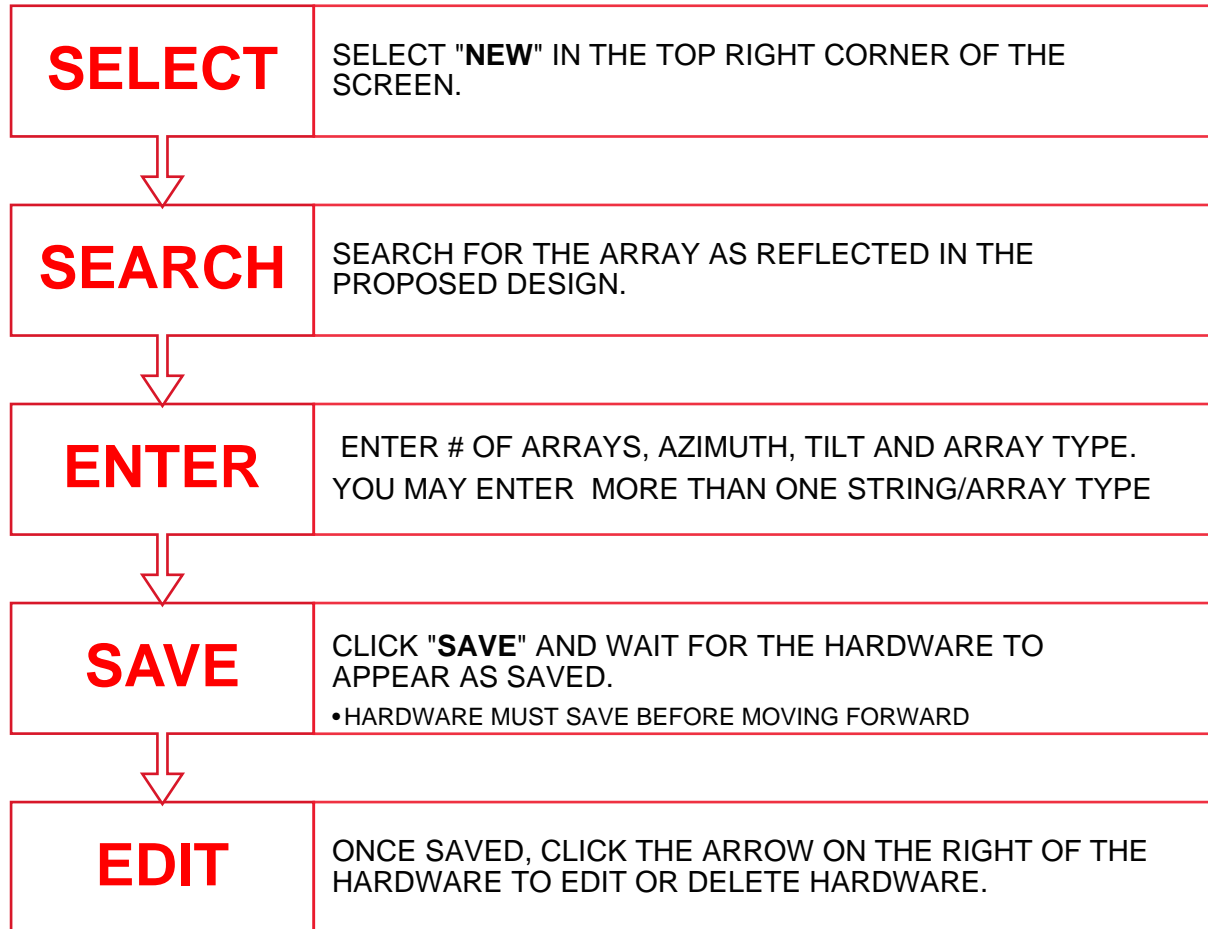 SELECT
SELECT "NEW" IN THE TOP RIGHT CORNER OF THE
SCREEN.
SEARCH
SEARCH FOR THE ARRAY AS REFLECTED IN THE
PROPOSED DESIGN.
ENTER
ENTER # OF ARRAYS, AZIMUTH, TILT AND ARRAY TYPE.
YOU MAY ENTER  MORE THAN ONE STRING/ARRAY TYPE
SAVE
CLICK "SAVE" AND WAIT FOR THE HARDWARE TO
APPEAR AS SAVED.
•HARDWARE MUST SAVE BEFORE MOVING FORWARD
EDIT
ONCE SAVED, CLICK THE ARROW ON THE RIGHT OF THE
HARDWARE TO EDIT OR DELETE HARDWARE.